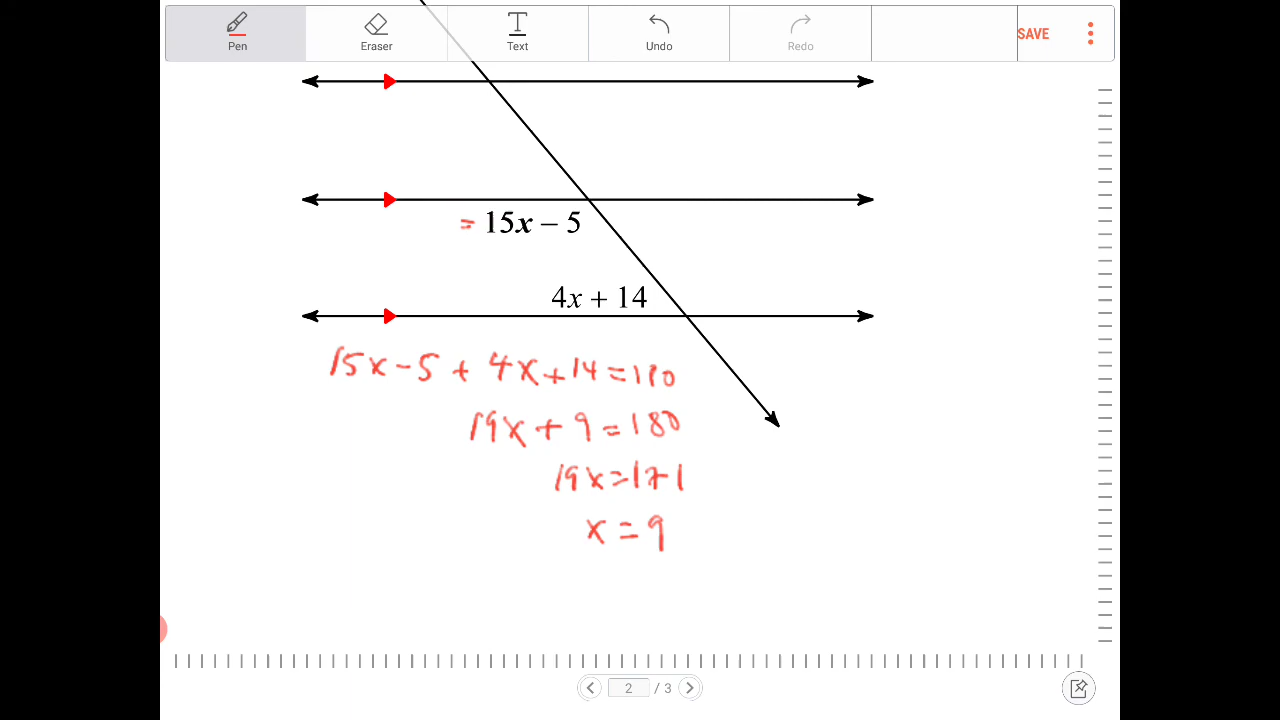 Pen Eraser Text Undo Redo SAVE
= 15x – 5
4x + 14
15x - 5 + 4x + 14 = 180
19x + 9 = 180
19x = 171
x = 9
2 / 3